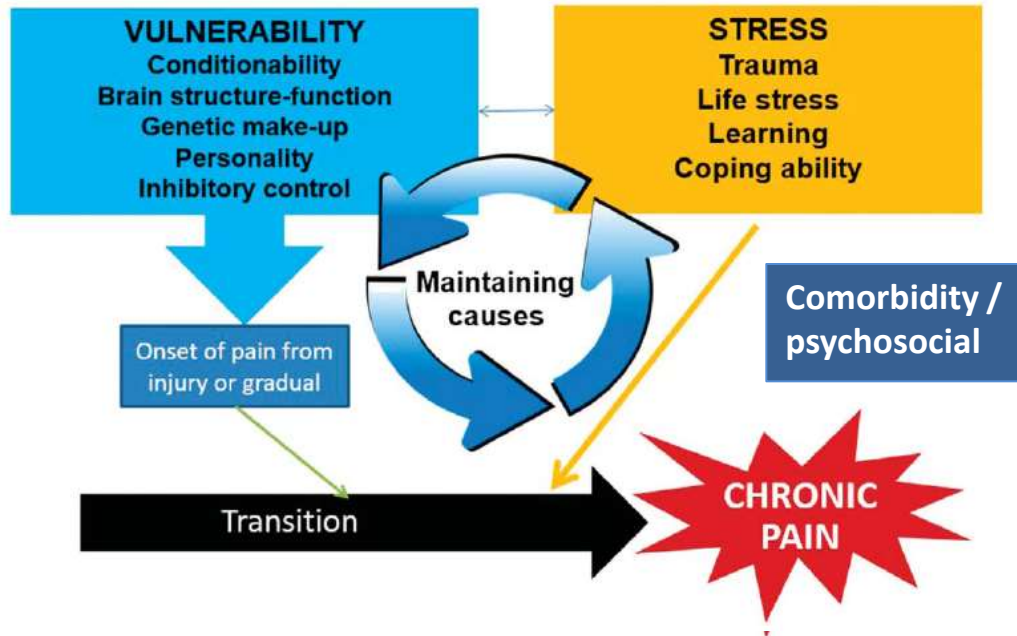 VULNERABILITY
Conditionability
Brain structure-function
Genetic make-up
Personality
Inhibitory control
STRESS
Trauma
Life stress
Learning
Coping ability
Maintaining
causes
Comorbidity /
psychosocial
Onset of pain from
injury or gradual
Transition
CHRONIC
PAIN